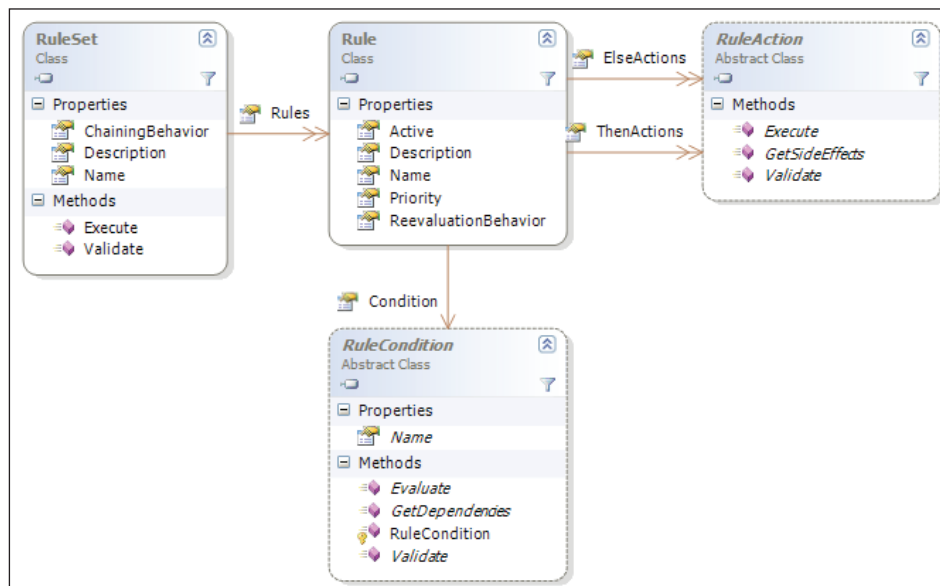 RuleSet
Class
Properties
ChainingBehavior
Description
Name
Methods
Execute
Validate
Rules
Rule
Class
Properties
Active
Description
Name
Priority
ReevaluationBehavior
ElseActions
ThenActions
RuleAction
Abstract Class
Methods
Execute
GetSideEffects
Validate
Condition
RuleCondition
Abstract Class
Properties
Name
Methods
Evaluate
GetDependencies
RuleCondition
Validate